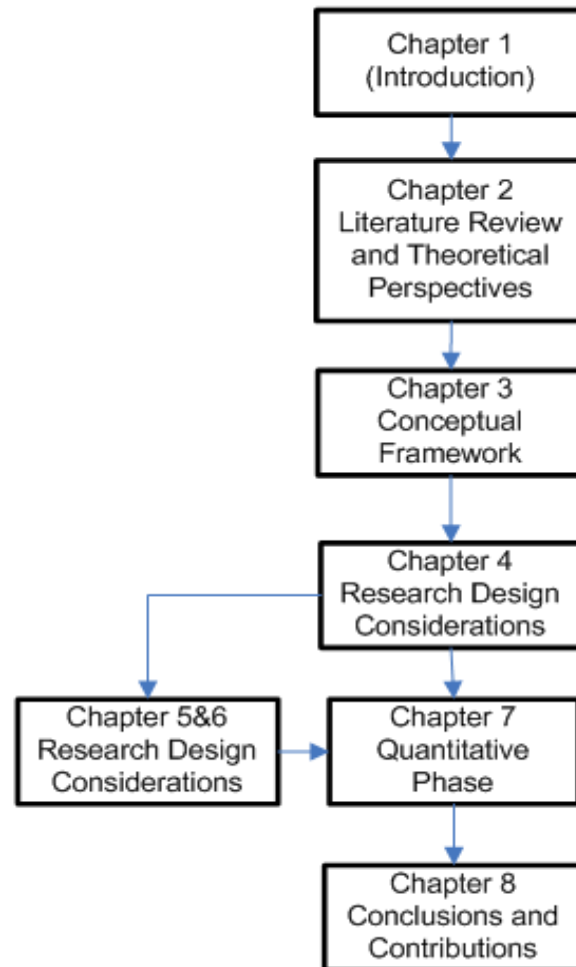 Chapter 1
(Introduction)
Chapter 2
Literature Review
and Theoretical
Perspectives
Chapter 3
Conceptual
Framework
Chapter 4
Research Design
Considerations
Chapter 5&6
Research Design
Considerations
Chapter 7
Quantitative
Phase
Chapter 8
Conclusions and
Contributions